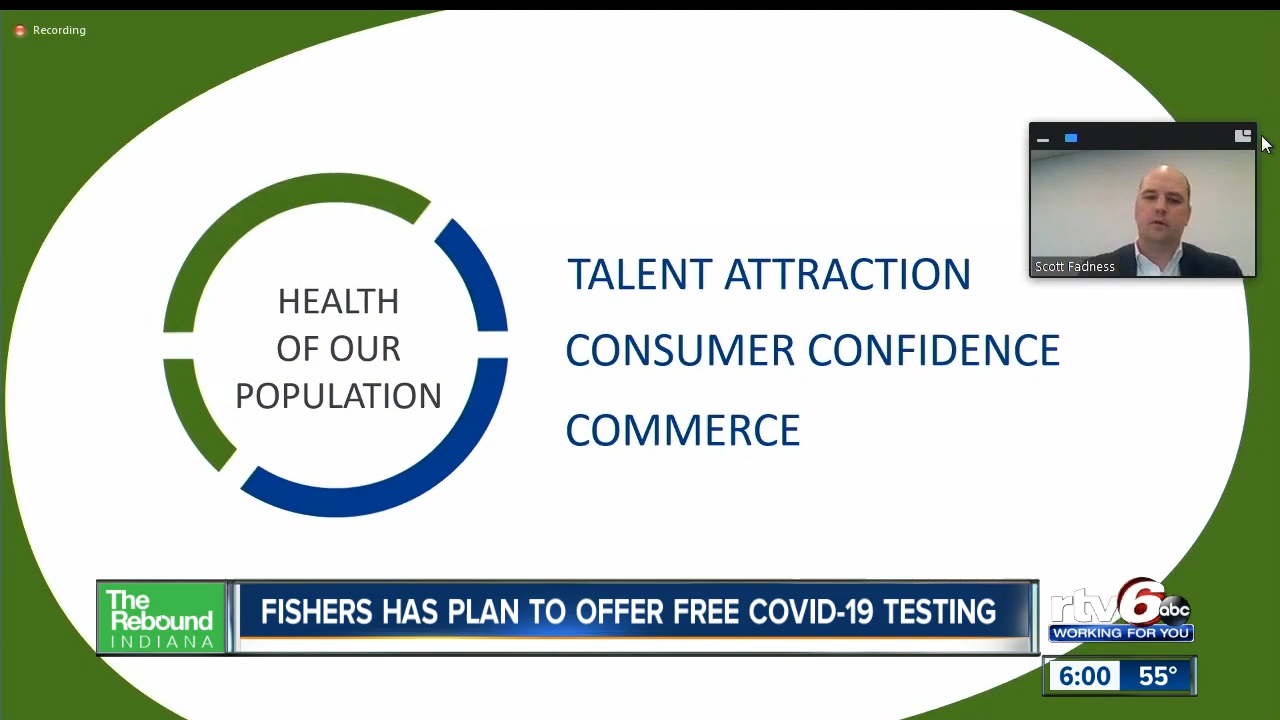 Recording
HEALTH
OF OUR
POPULATION
TALENT ATTRACTION
CONSUMER CONFIDENCE
COMMERCE
Scott Fadness
The
Rebound
INDIANA
FISHERS HAS PLAN TO OFFER FREE COVID-19 TESTING
rtv6 abc
WORKING FOR YOU
6:00 55°